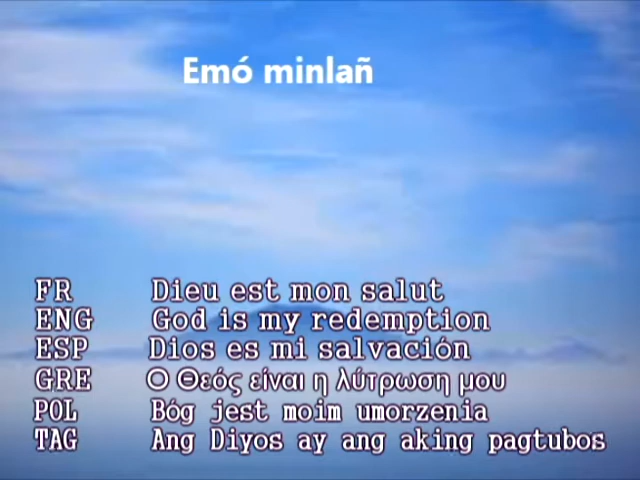 Emó minlañ
FR Dieu est mon salut
ENG God is my redemption
ESP Dios es mi salvación
GRE Ο Θεός είναι η λύτρωση μου
POL Bóg jest moim umorzenia
TAG Ang Diyos ay ang aking pagtubos